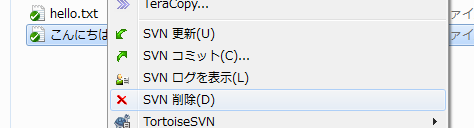 TeraCopy...
hello.txt
SVN 更新(U)
こんにちは
SVN コミット(C)...
SVN ログを表示(L)
SVN 削除(D)
TortoiseSVN